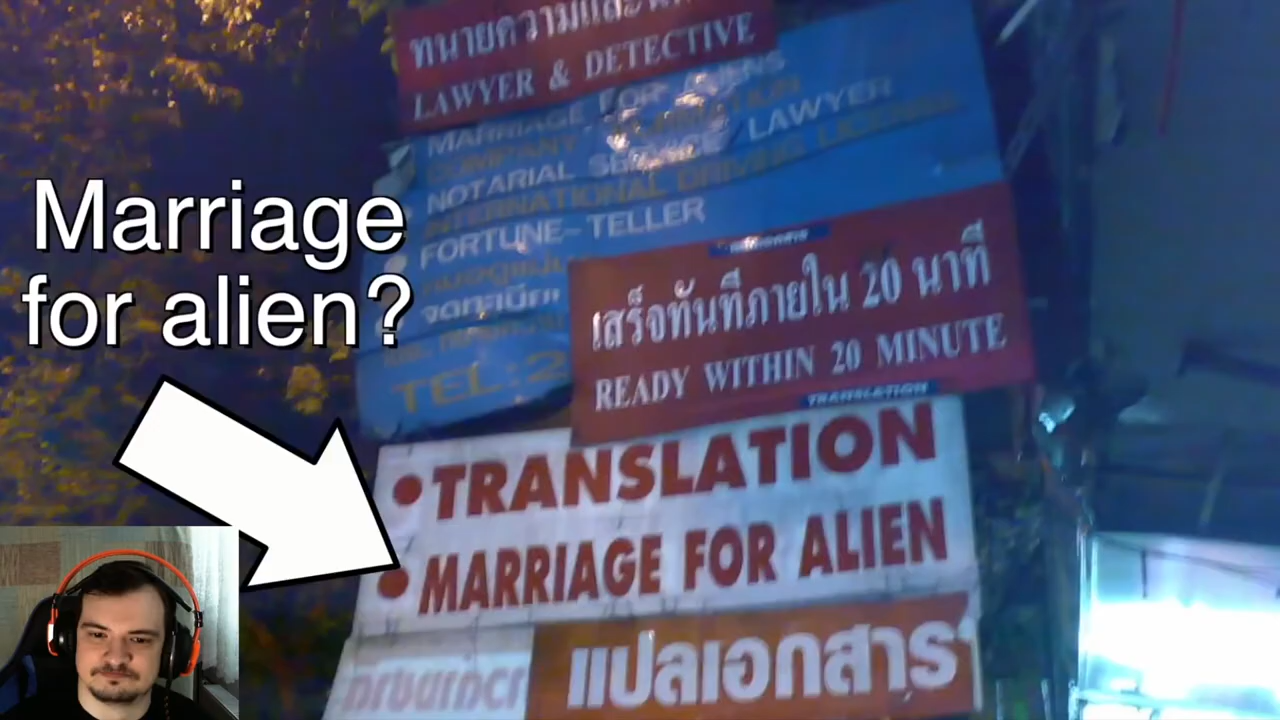 ทนายความและ
LAWYER & DETECTIVE
MARRIAGE FOR ALIENS
COMPANY
NOTARIAL SERVICE LAWYER
INTERNATIONAL DRIVING LICENSE
FORTUNE-TELLER
TEL:2
เสร็จทันทีภายใน 20 นาที
READY WITHIN 20 MINUTE
TRANSLATION
• TRANSLATION
• MARRIAGE FOR ALIEN
แปลเอกสาร
Marriage
for alien?